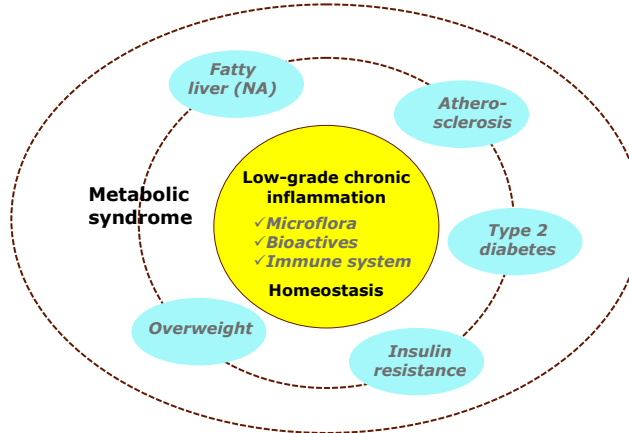 Fatty
liver (NA)
Athero-
sclerosis
Metabolic
syndrome
Low-grade chronic
inflammation
✓Microflora
✓Bioactives
✓Immune system
Homeostasis
Type 2
diabetes
Overweight
Insulin
resistance